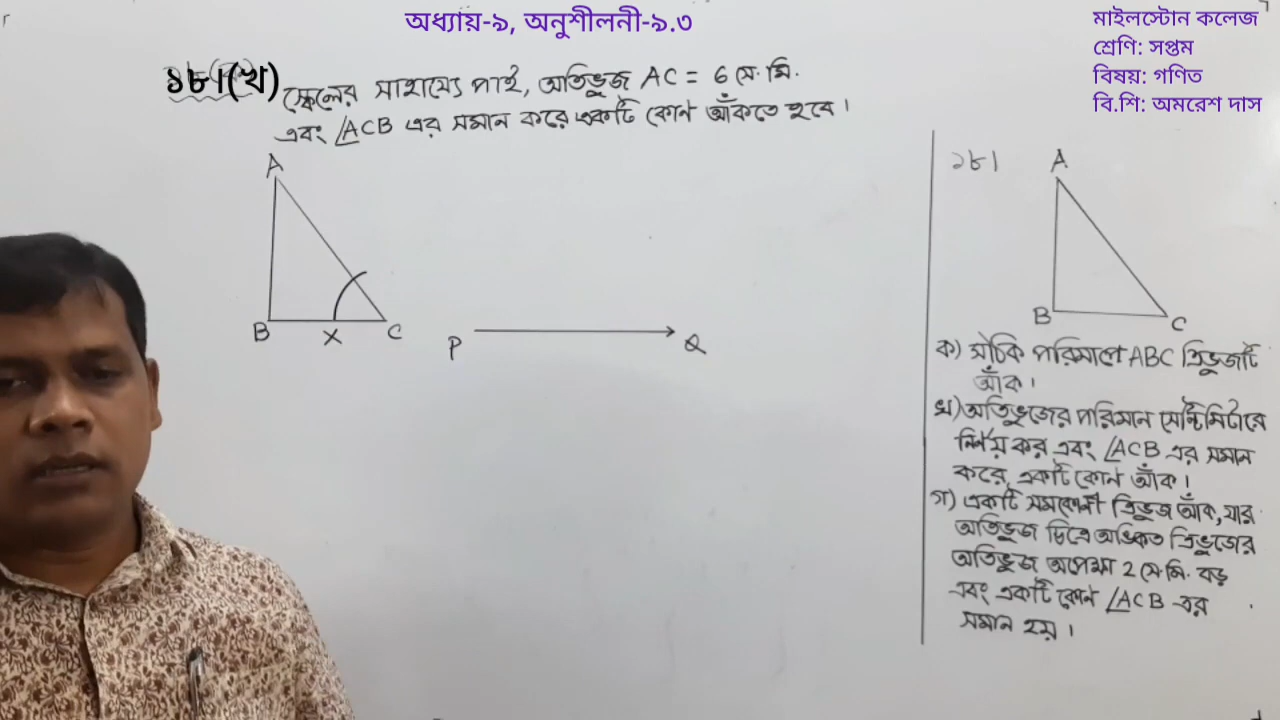 অধ্যায়-৯, অনুশীলনী-৯.৩
মাইলস্টোন কলেজ
শ্রেণি: সপ্তম
বিষয়: গণিত
বি.শি: অমরেশ দাস
১৮।(খ) স্কেলের সাহায্যে পাই, অতিভুজ AC = 6 সে.মি.
এবং ∠ACB এর সমান করে একটি কোণ আঁকতে হবে।
A
B
X
C
P
Q
১৮।
A
B
C
ক) সঠিক পরিমাপে ABC ত্রিভুজটি
আঁক।
খ) অতিভুজের পরিমান সেন্টিমিটারে
নির্ণয় কর এবং ∠ACB এর সমান
করে একটি কোণ আঁক।
গ) একটি সমকোণী ত্রিভুজ আঁক, যার
অতিভুজ চিত্রে অঙ্কিত ত্রিভুজের
অতিভুজ অপেক্ষা 2 সে.মি. বড়
এবং একটি কোণ ∠ACB এর
সমান হয়।